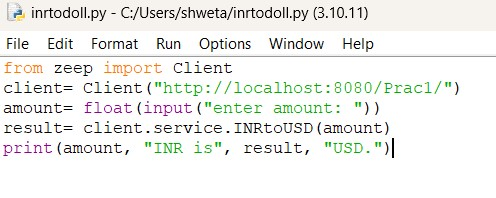 inrtodoll.py - C:/Users/shweta/inrtodoll.py (3.10.11)
File Edit Format Run Options Window Help
from zeep import Client
client= Client("http://localhost:8080/Prac1/")
amount= float(input("enter amount: "))
result= client.service.INRtoUSD(amount)
print(amount, "INR is", result, "USD.")